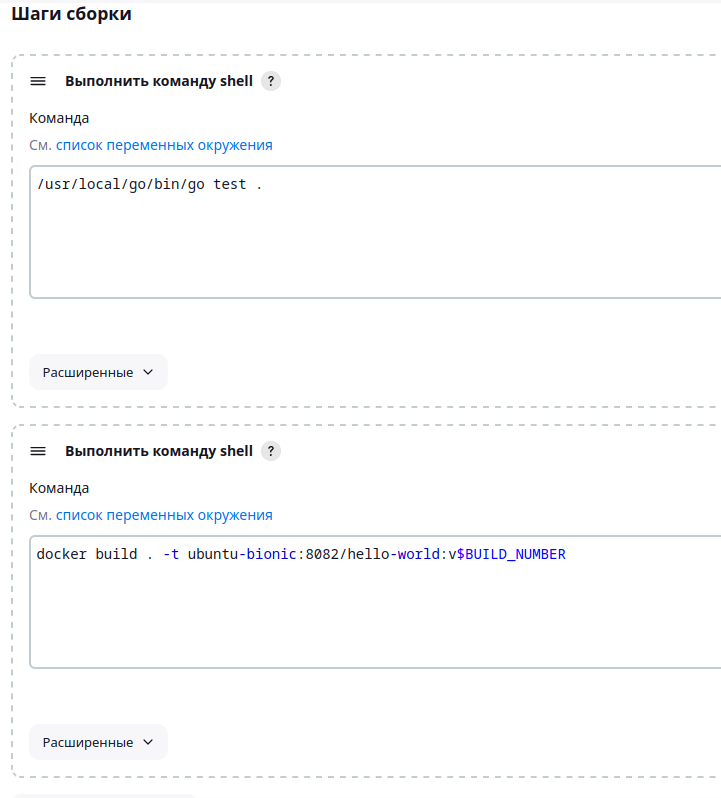 Шаги сборки
Выполнить команду shell ?
Команда
См. список переменных окружения
/usr/local/go/bin/go test .
Расширенные
Выполнить команду shell ?
Команда
См. список переменных окружения
docker build . -t ubuntu-bionic:8082/hello-world:v$BUILD_NUMBER
Расширенные